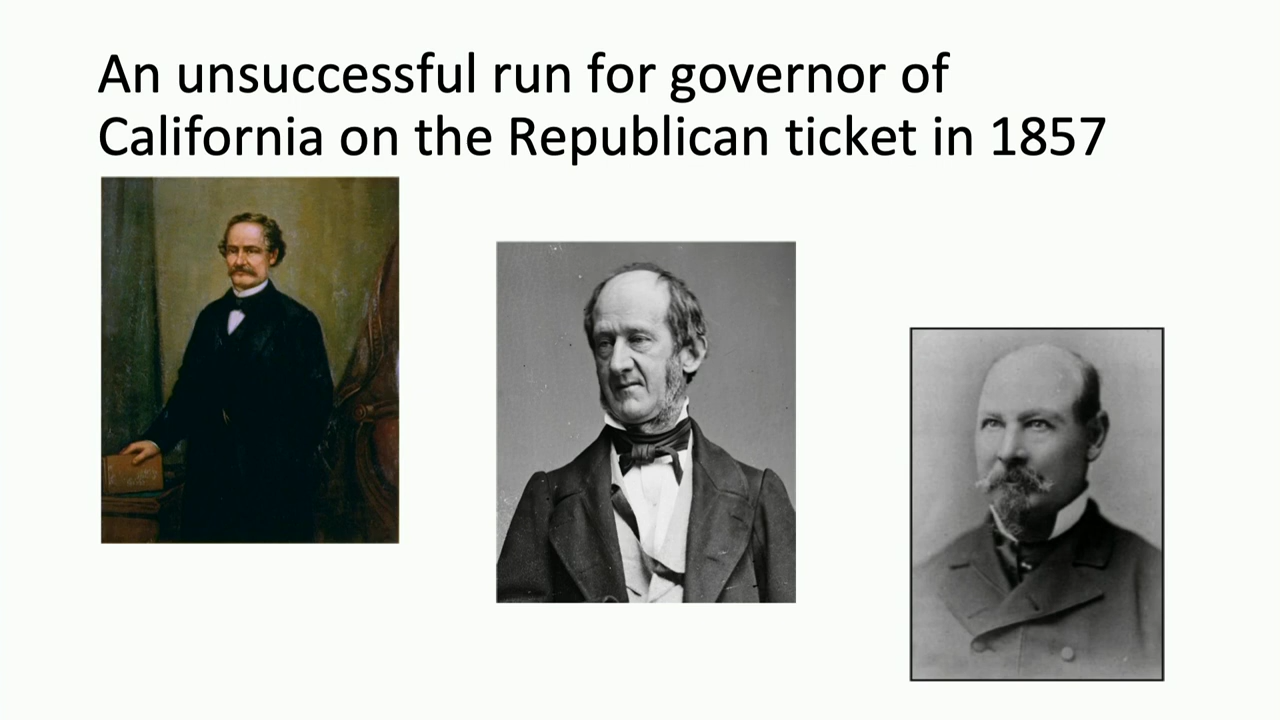 An unsuccessful run for governor of
California on the Republican ticket in 1857